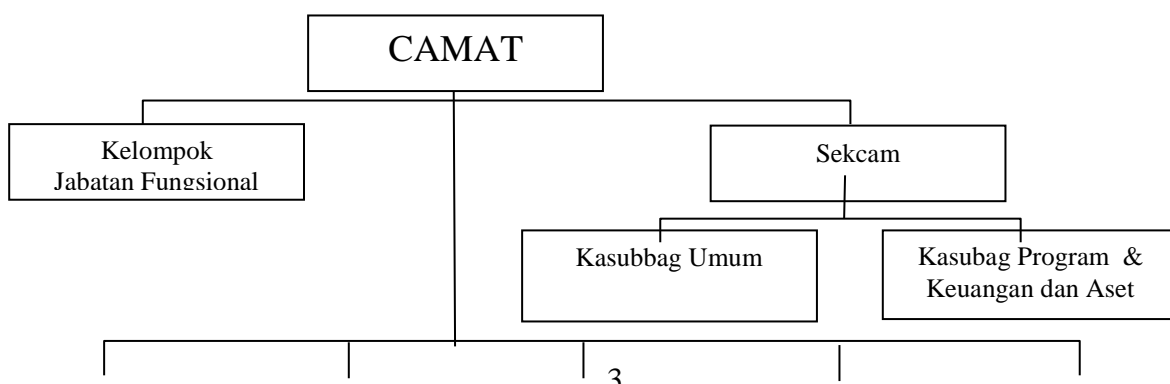 CAMAT
Kelompok
Jabatan Fungsional
Sekcam
Kasubbag Umum
Kasubag Program &
Keuangan dan Aset
3